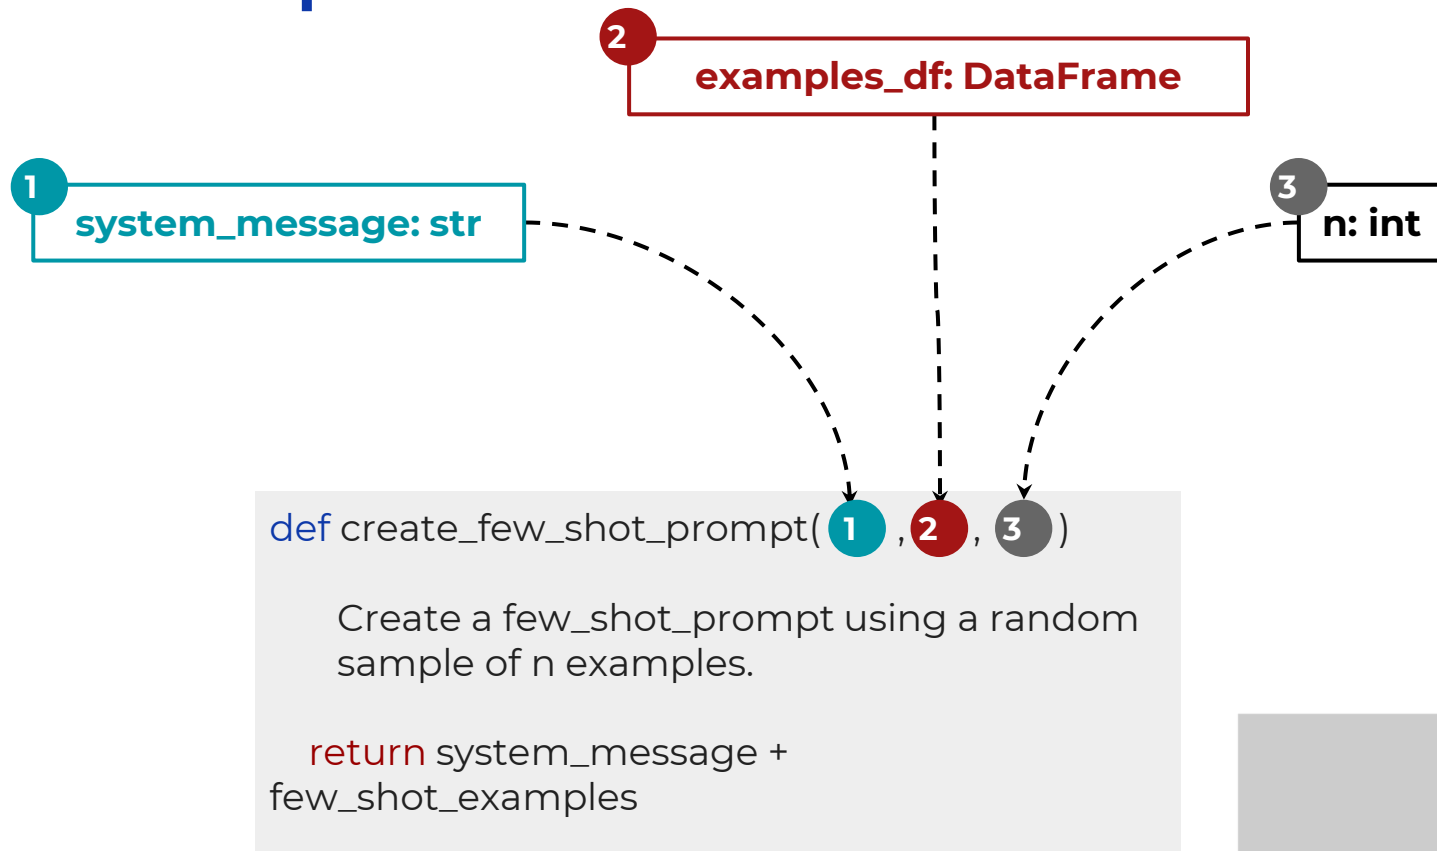 2
examples_df: DataFrame
1
system_message: str
3
n: int
def create_few_shot_prompt( 1 , 2 , 3 )
Create a few_shot_prompt using a random
sample of n examples.
return system_message +
few_shot_examples